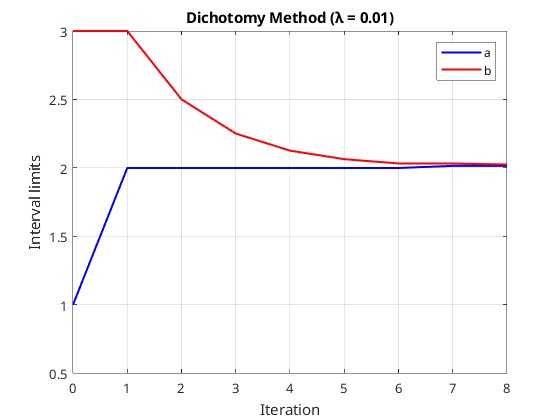 Dichotomy Method (λ = 0.01)
a
b
3
2.5
2
1.5
1
0.5
Interval limits
0 1 2 3 4 5 6 7 8
Iteration